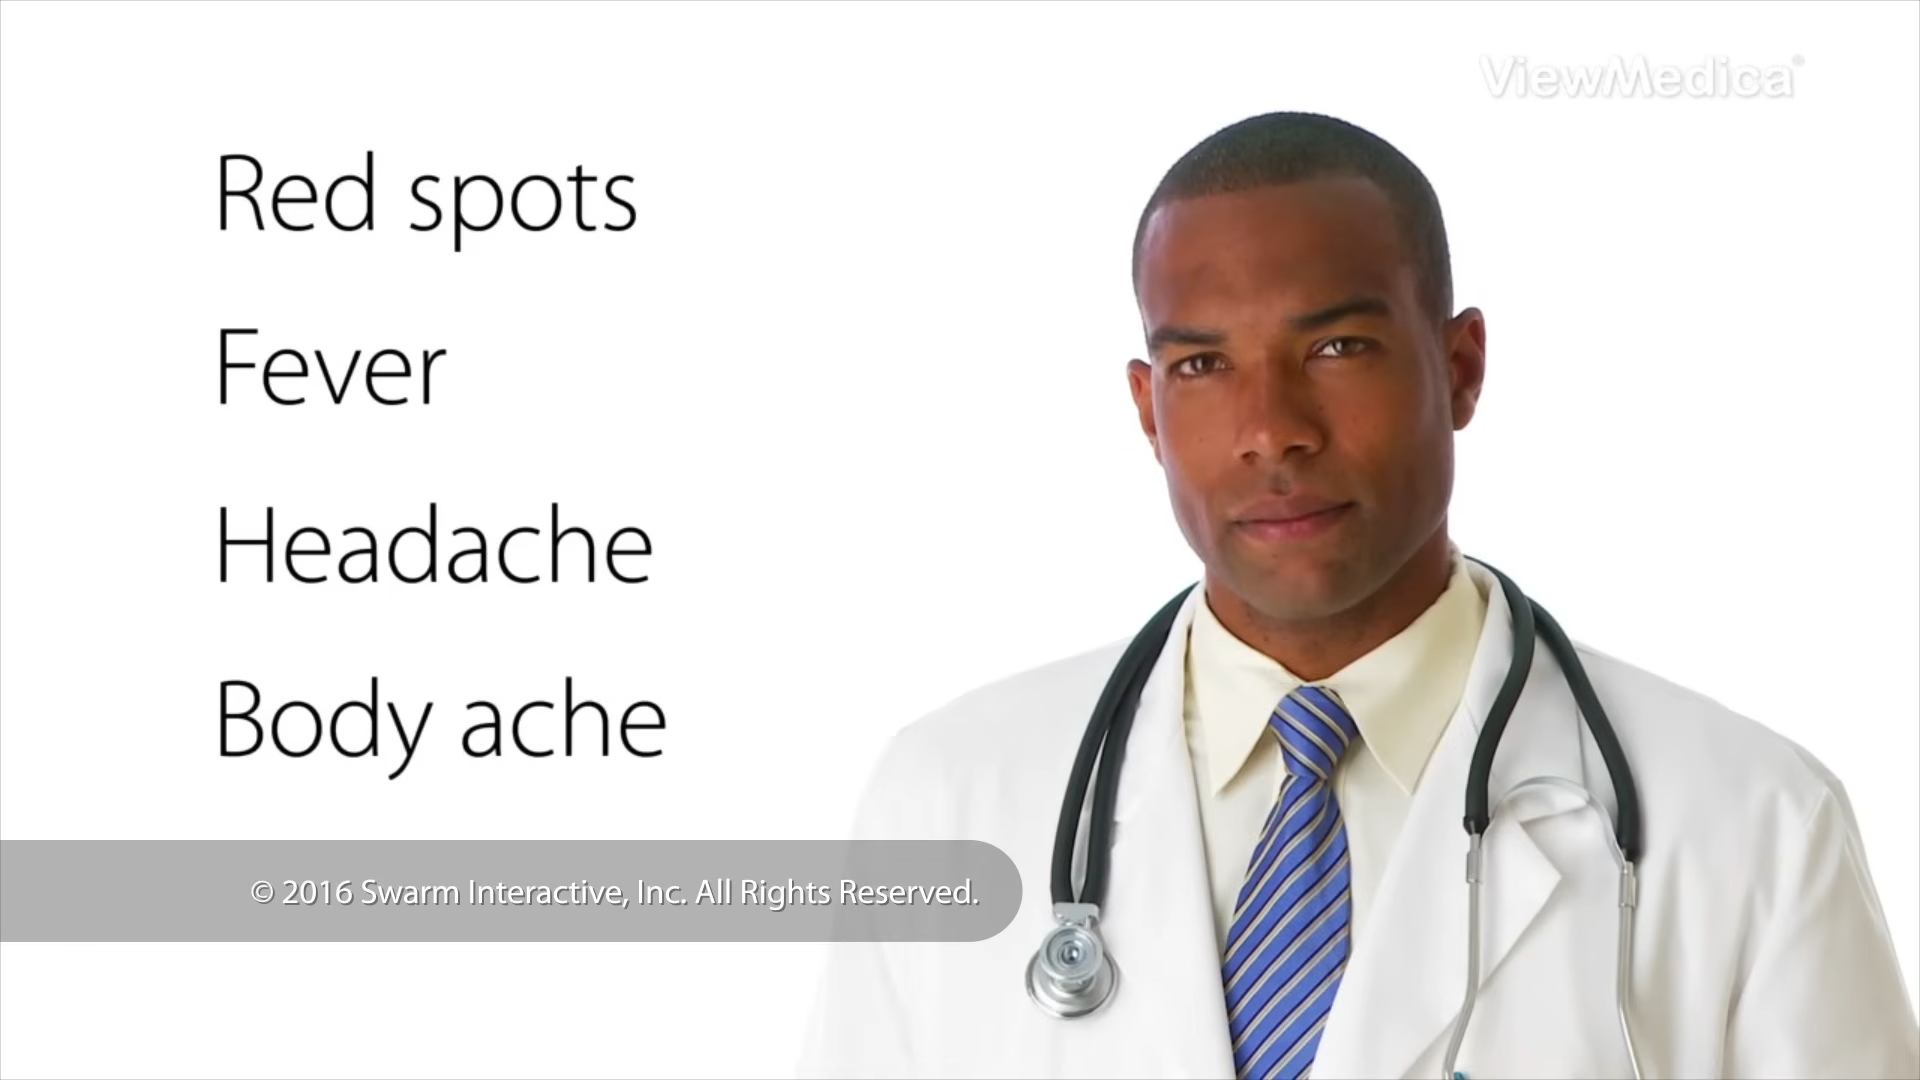 ViewMedica®
Red spots
Fever
Headache
Body ache
© 2016 Swarm Interactive, Inc. All Rights Reserved.